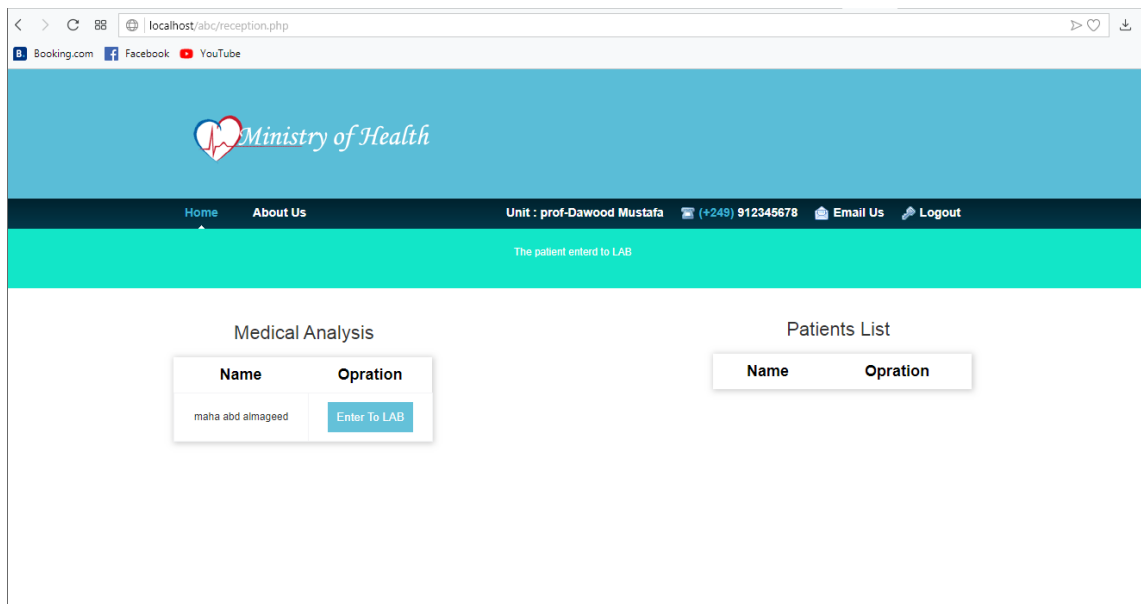 localhost/abc/reception.php
B. Booking.com Facebook YouTube
Ministry of Health
Home About Us Unit : prof-Dawood Mustafa (+249) 912345678 Email Us Logout
The patient enterd to LAB
Medical Analysis
Name Opration
maha abd almageed Enter To LAB
Patients List
Name Opration